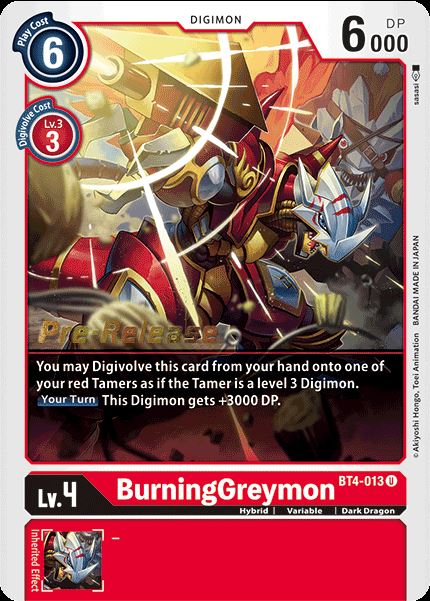 Play Cost
6
DIGIMON
6000 DP
Digivolve Cost
Lv.3
3
sasasi
© Akiyoshi Hongo, Toei Animation BANDAI MADE IN JAPAN
Pre-Release
You may Digivolve this card from your hand onto one of
your red Tamers as if the Tamer is a level 3 Digimon.
Your Turn This Digimon gets +3000 DP.
BT4-013 U
Lv.4 BurningGreymon
Hybrid | Variable | Dark Dragon
Inherited Effect
–